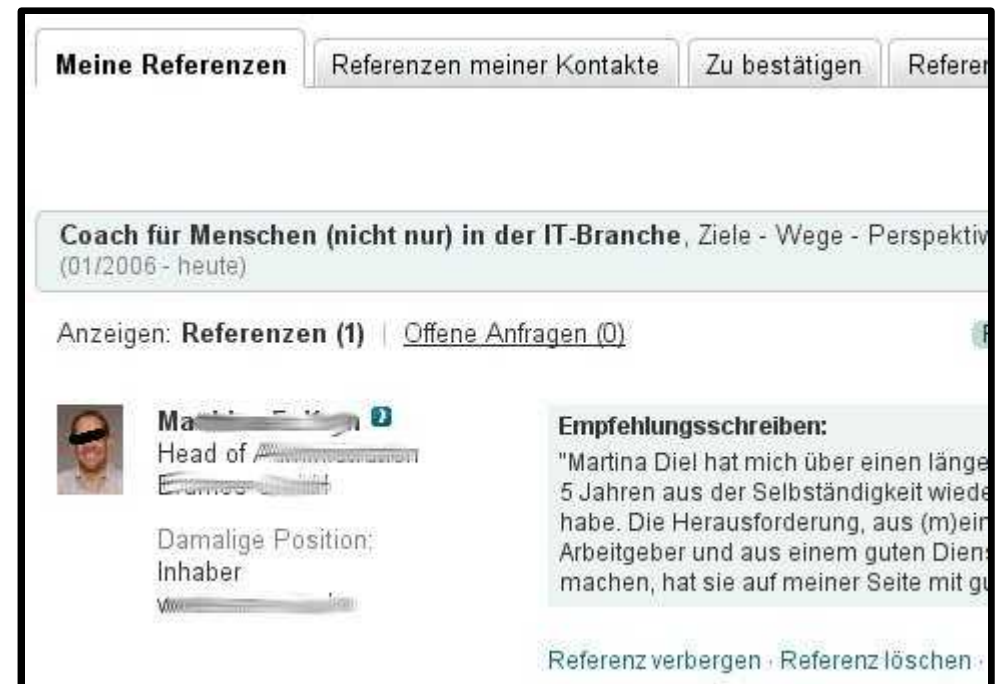 Meine Referenzen Referenzen meiner Kontakte Zu bestätigen Referen
Coach für Menschen (nicht nur) in der IT-Branche, Ziele - Wege - Perspektiv
(01/2006 - heute)
Anzeigen: Referenzen (1) | Offene Anfragen (0)
Head of
Damalige Position:
Inhaber
Empfehlungsschreiben:
"Martina Diel hat mich über einen länge
5 Jahren aus der Selbständigkeit wiede
habe. Die Herausforderung, aus (m)ein
Arbeitgeber und aus einem guten Diens
machen, hat sie auf meiner Seite mit gu
Referenz verbergen · Referenz löschen ·